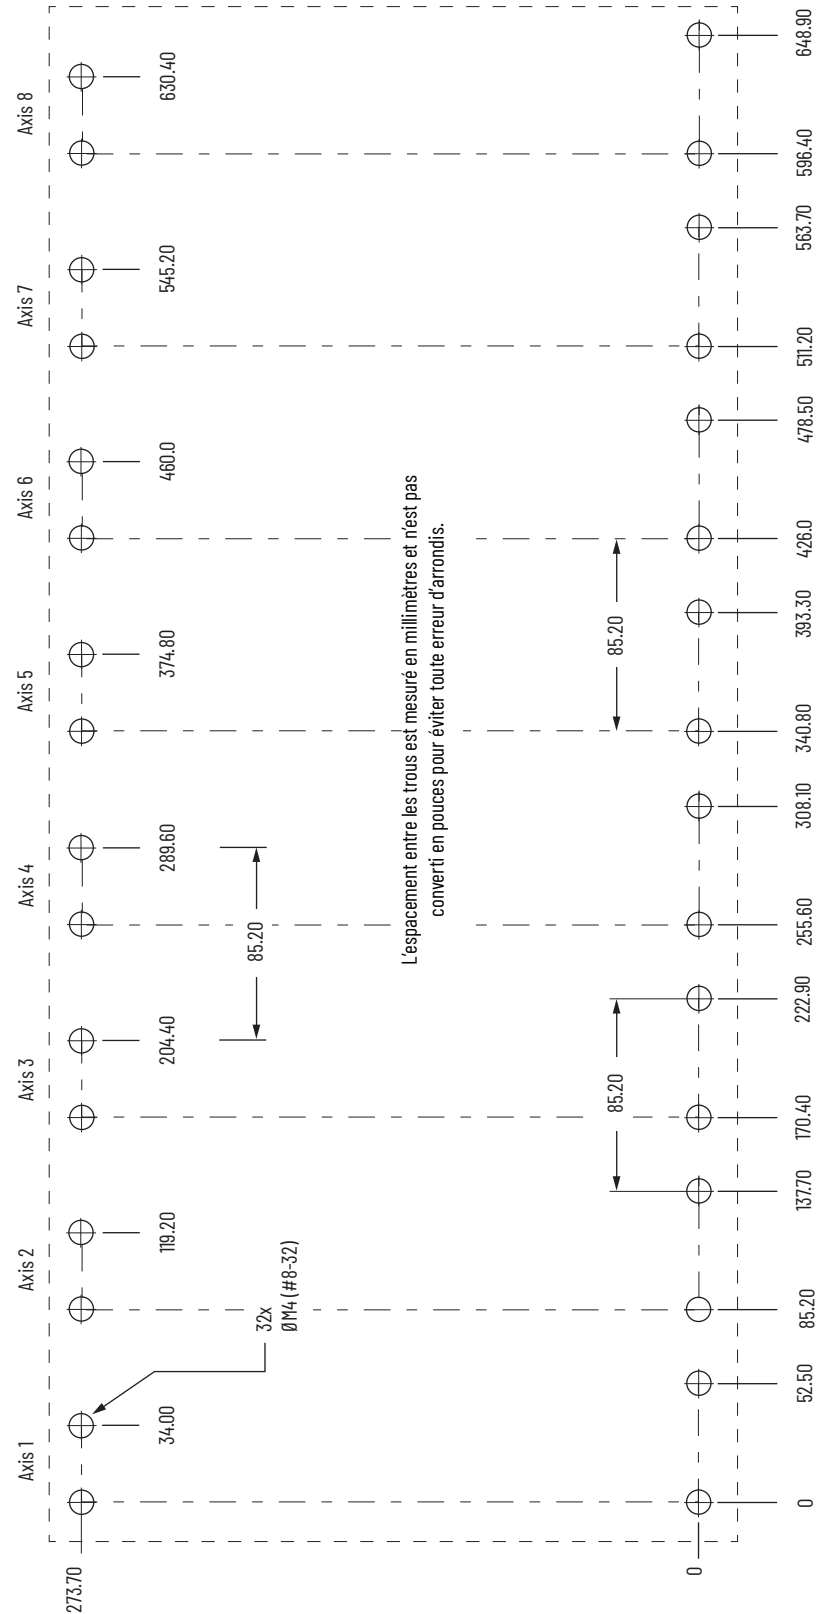 Axis 1
Axis 2
Axis 3
Axis 4
Axis 5
Axis 6
Axis 7
Axis 8
273.70
34.00
119.20
204.40
289.60
374.80
460.0
545.20
630.40
32x
ØM4 (#8-32)
85.20
L'espacement entre les trous est mesuré en millimètres et n'est pas
converti en pouces pour éviter toute erreur d'arrondis.
85.20
85.20
0
0
52.50
85.20
137.70
170.40
222.90
255.60
308.10
340.80
393.30
426.0
478.50
511.20
563.70
596.40
648.90